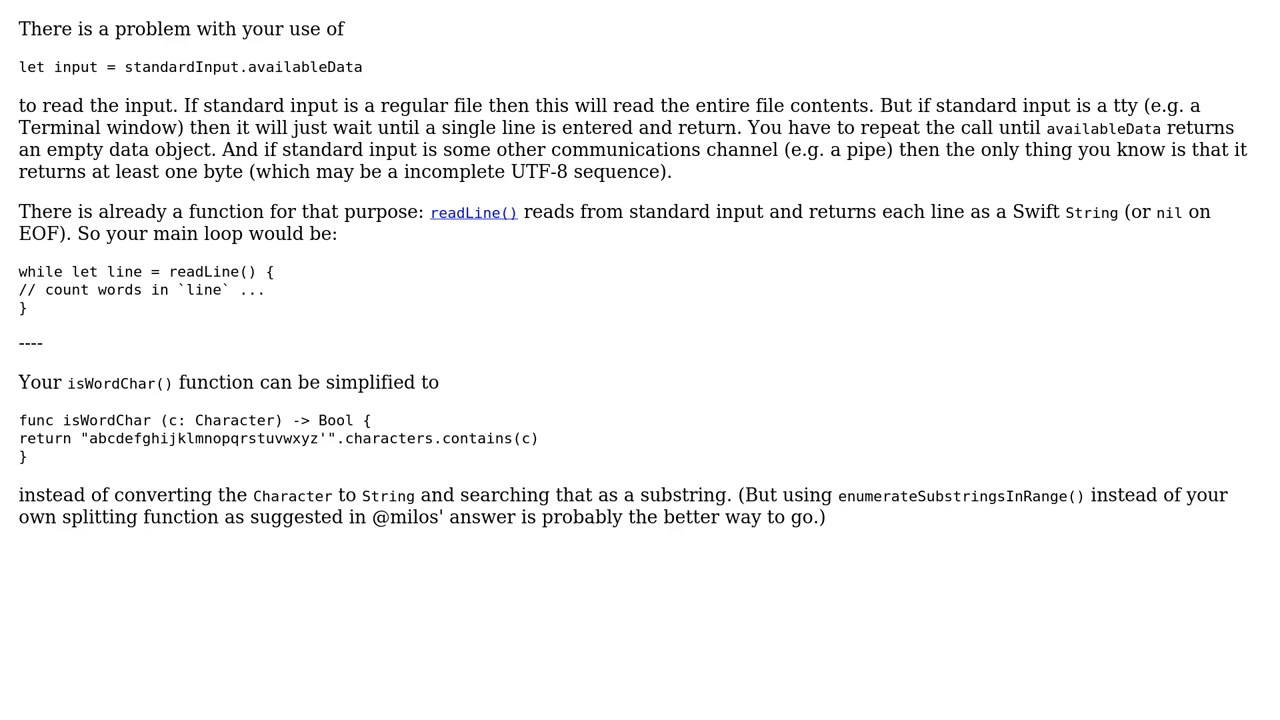 There is a problem with your use of
let input = standardInput.availableData
to read the input. If standard input is a regular file then this will read the entire file contents. But if standard input is a tty (e.g. a
Terminal window) then it will just wait until a single line is entered and return. You have to repeat the call until availableData returns
an empty data object. And if standard input is some other communications channel (e.g. a pipe) then the only thing you know is that it
returns at least one byte (which may be a incomplete UTF-8 sequence).
There is already a function for that purpose: readLine() reads from standard input and returns each line as a Swift String (or nil on
EOF). So your main loop would be:
while let line = readLine() {
// count words in `line` ...
}
----
Your isWordChar() function can be simplified to
func isWordChar (c: Character) -> Bool {
return "abcdefghijklmnopqrstuvwxyz'".characters.contains(c)
}
instead of converting the Character to String and searching that as a substring. (But using enumerateSubstringsInRange() instead of your
own splitting function as suggested in @milos' answer is probably the better way to go.)